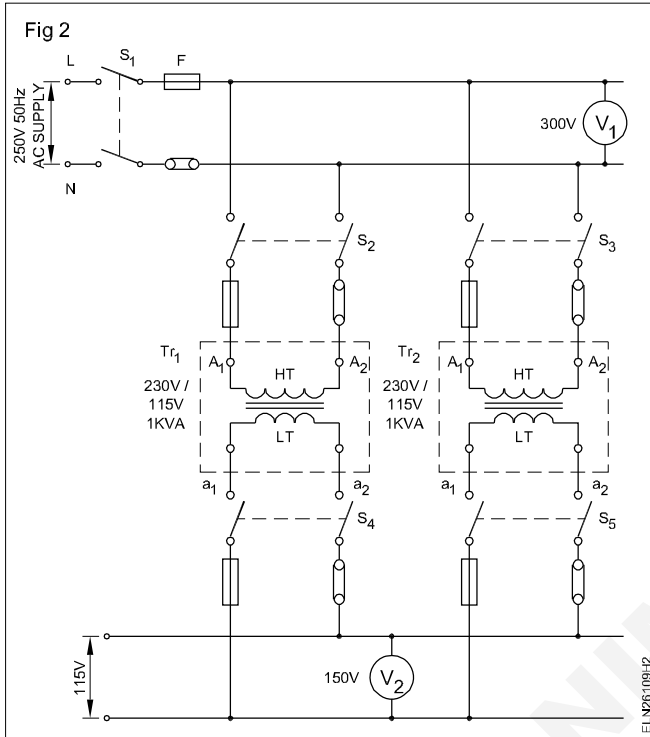 Fig 2
L
S1
F
250V 50Hz
AC SUPPLY
300V
V1
N
S2
S3
Tr1
A1
A2
HT
230V /
115V
1KVA
LT
Tr2
A1
A2
HT
230V /
115V
1KVA
LT
a1
a2
a1
a2
S4
S5
115V
150V
V2
ELN26109H2